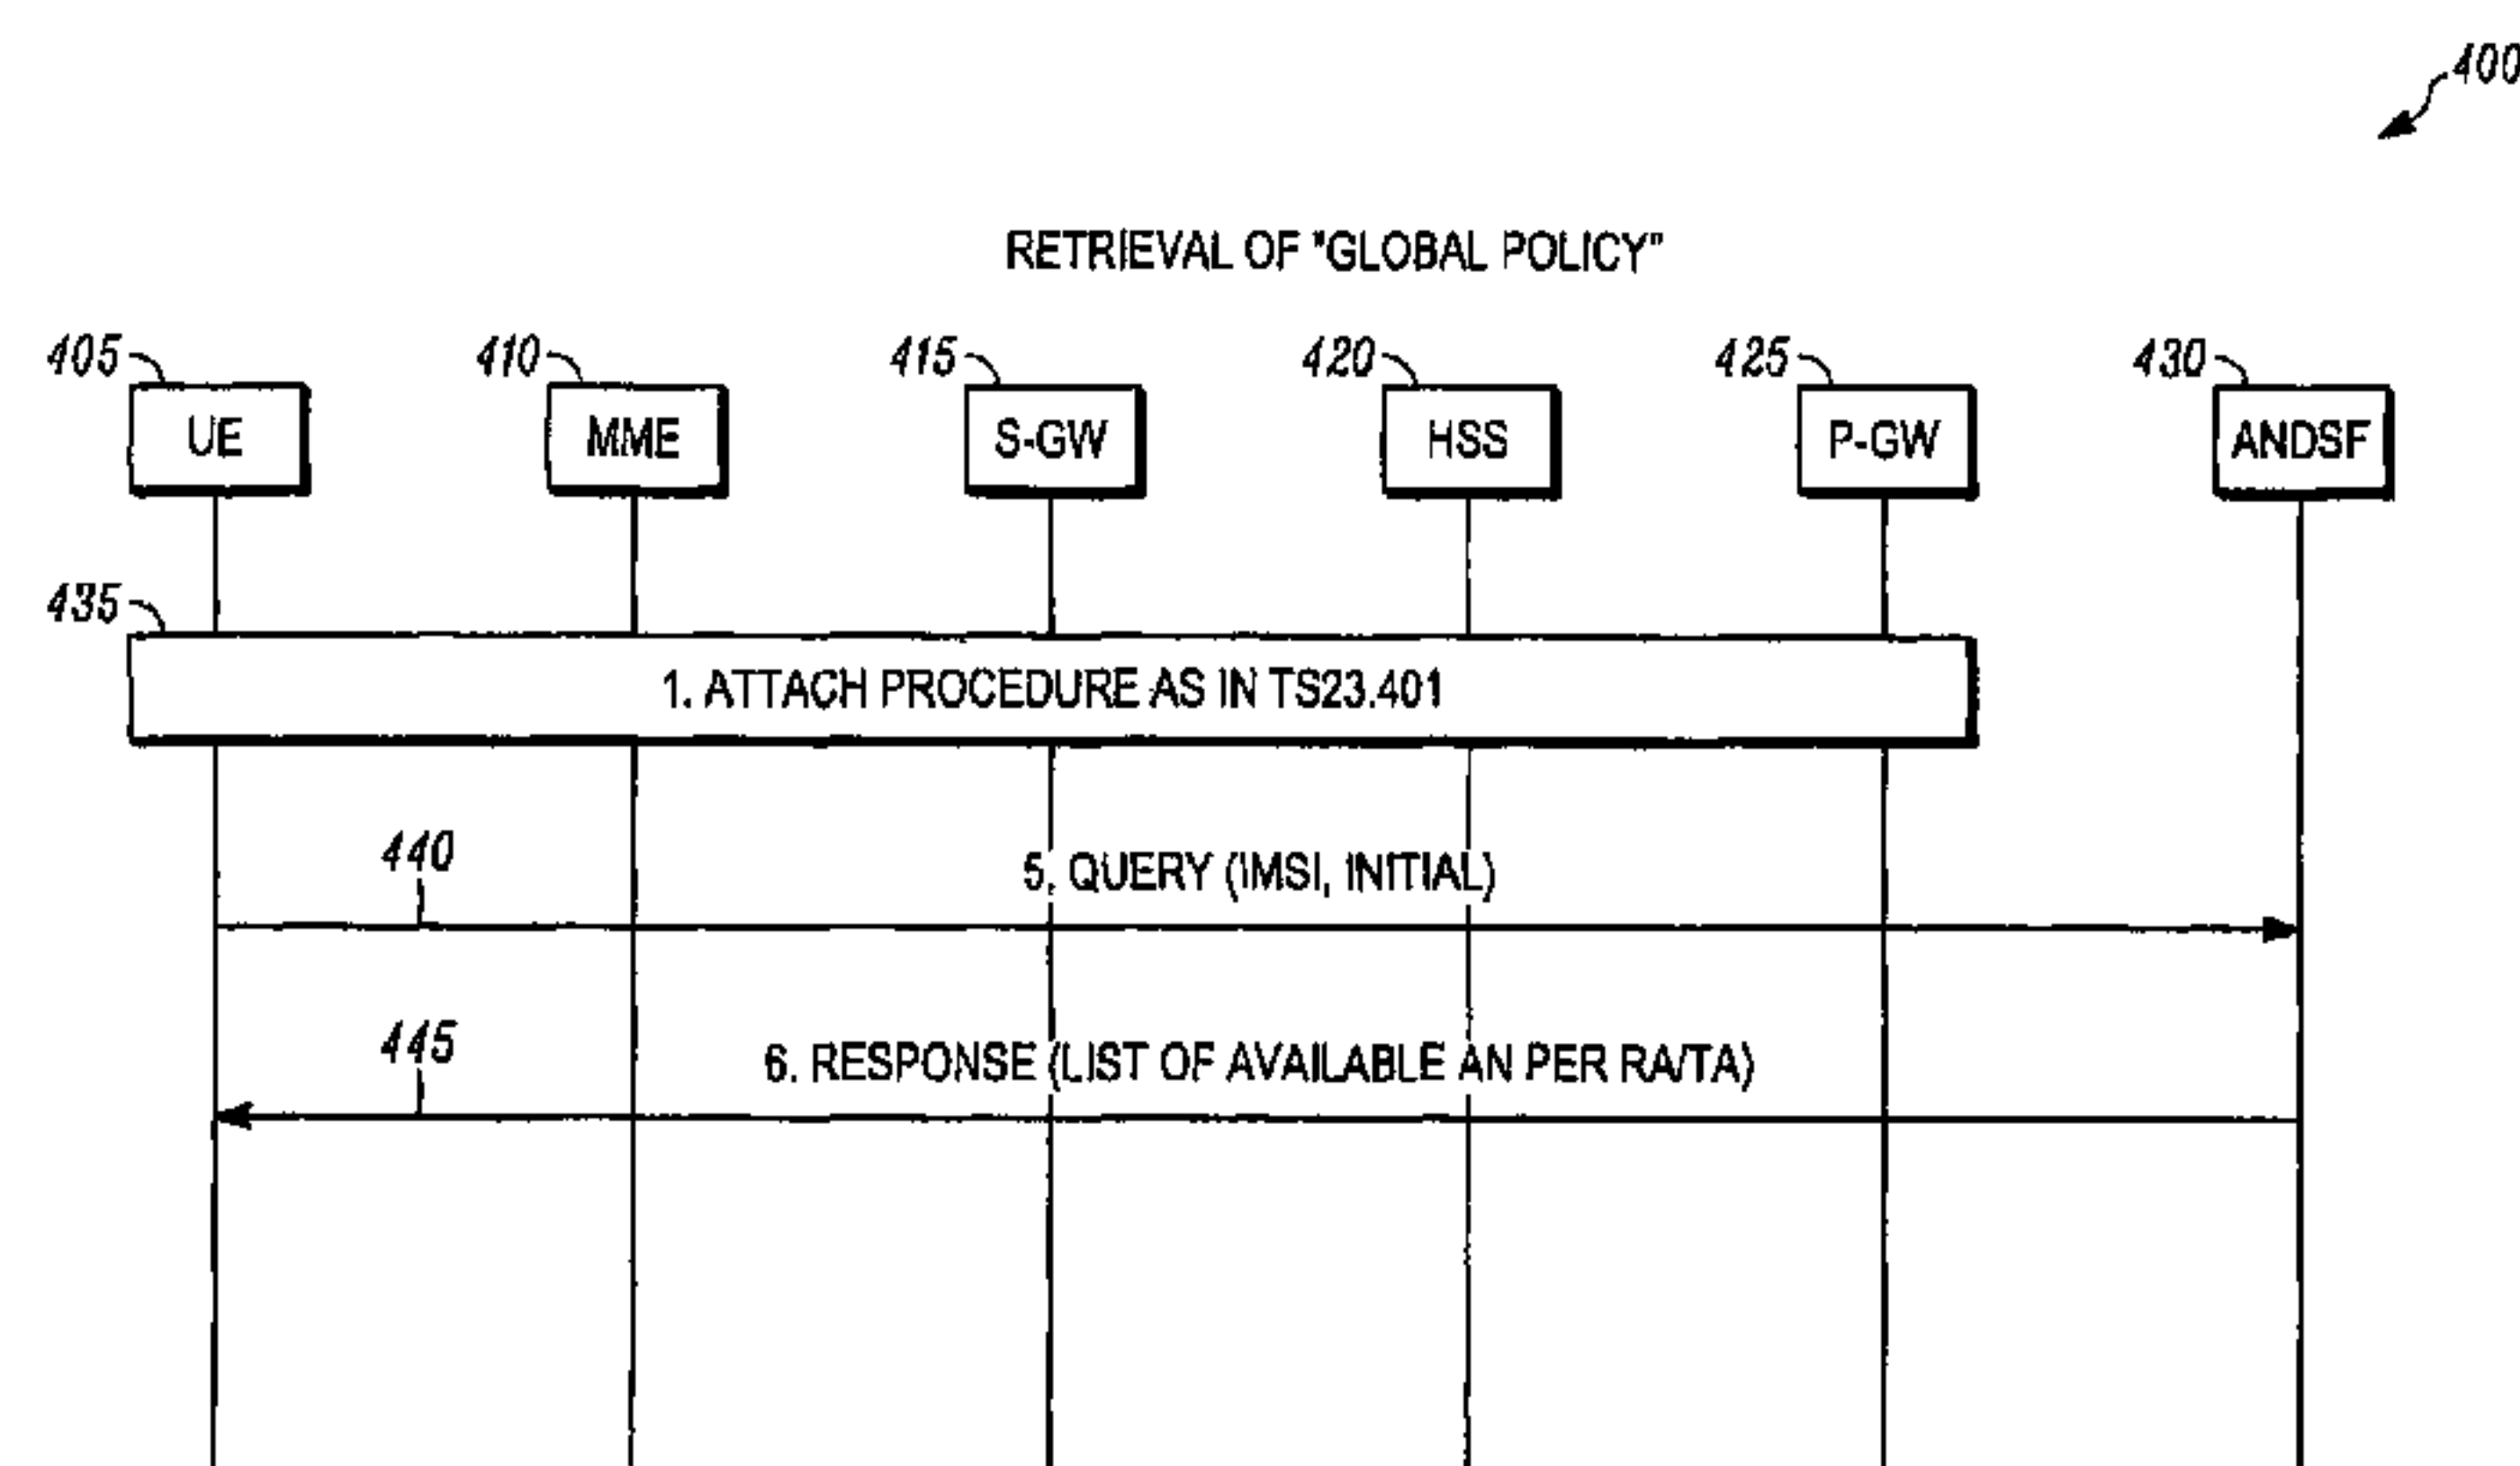 400
RETRIEVAL OF "GLOBAL POLICY"
405 410 415 420 425 430
UE MME S-GW HSS P-GW ANDSF
435
1. ATTACH PROCEDURE AS IN TS23.401
440
5. QUERY (IMSI, INITIAL)
445
6. RESPONSE (LIST OF AVAILABLE AN PER RA/TA)